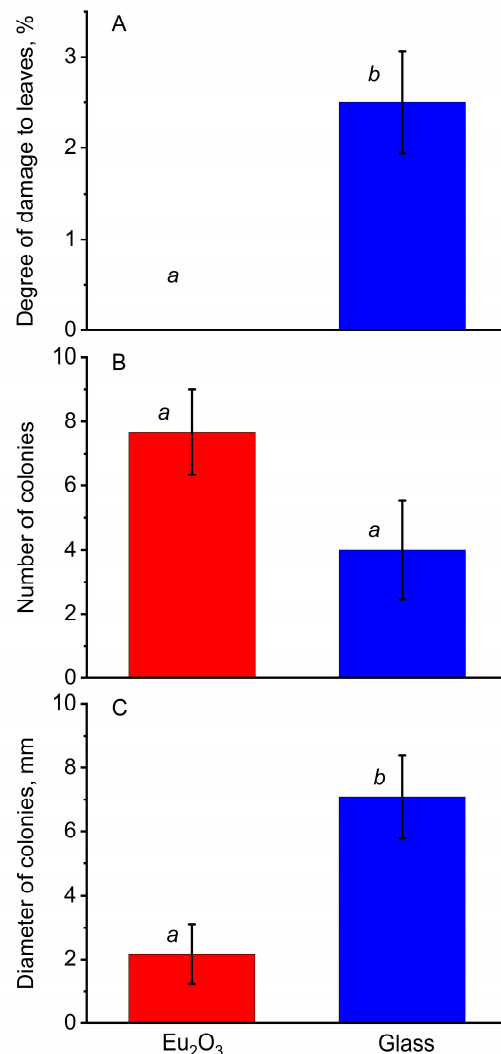 A
Degree of damage to leaves, %
3
2
1
0
a
b
B
Number of colonies
10
8
6
4
2
0
a
a
C
Diameter of colonies, mm
10
8
6
4
2
0
a
b
Eu₂O₃ Glass